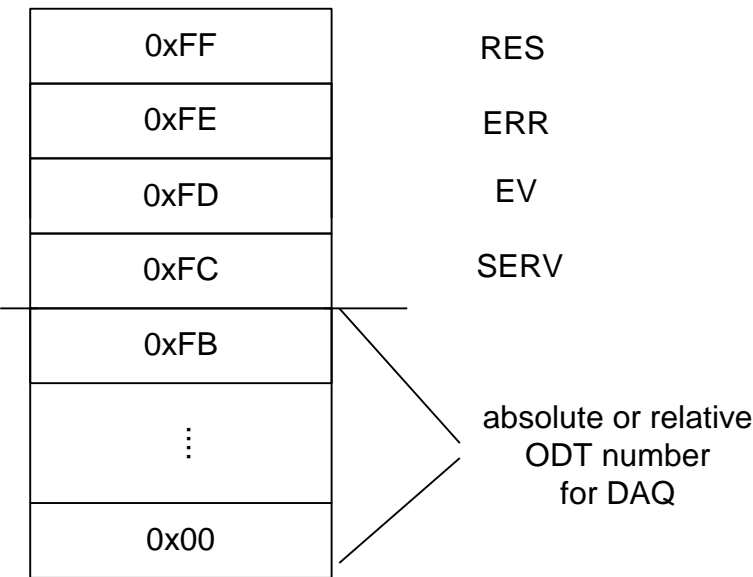 0xFF RES
0xFE ERR
0xFD EV
0xFC SERV
0xFB
absolute or relative
ODT number
for DAQ
0x00